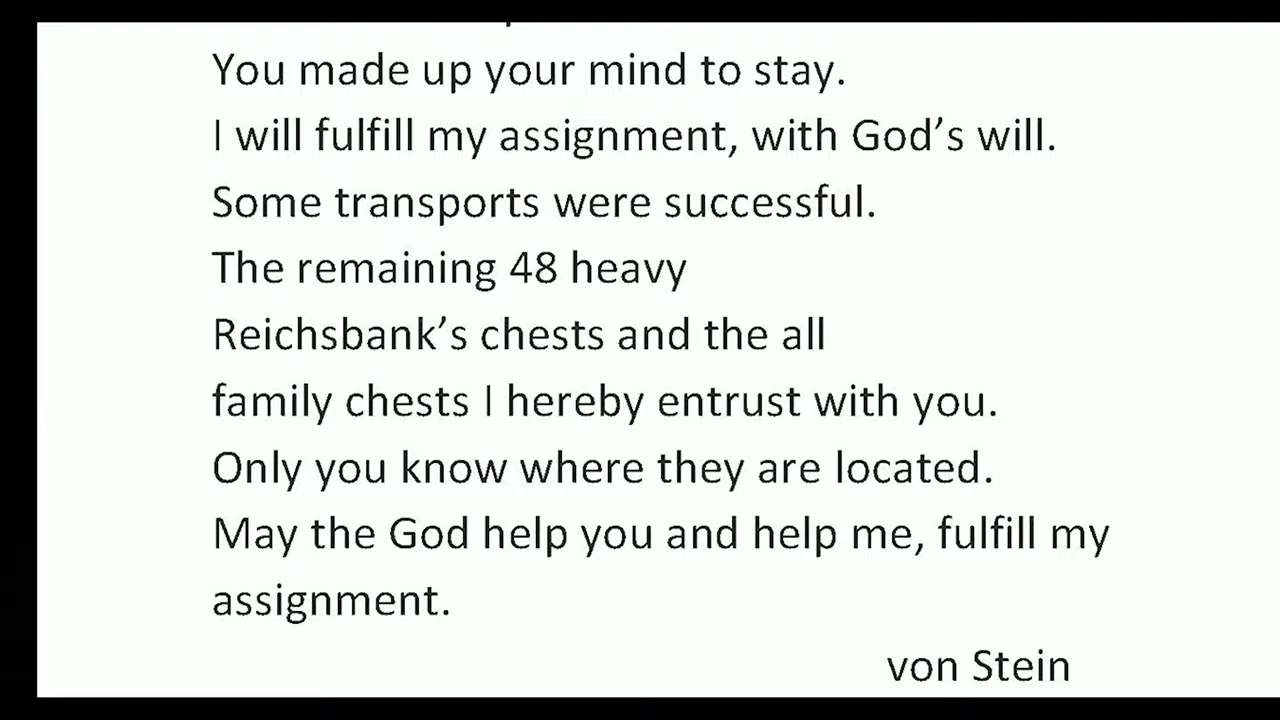 You made up your mind to stay.
I will fulfill my assignment, with God’s will.
Some transports were successful.
The remaining 48 heavy
Reichsbank’s chests and the all
family chests I hereby entrust with you.
Only you know where they are located.
May the God help you and help me, fulfill my
assignment.
von Stein